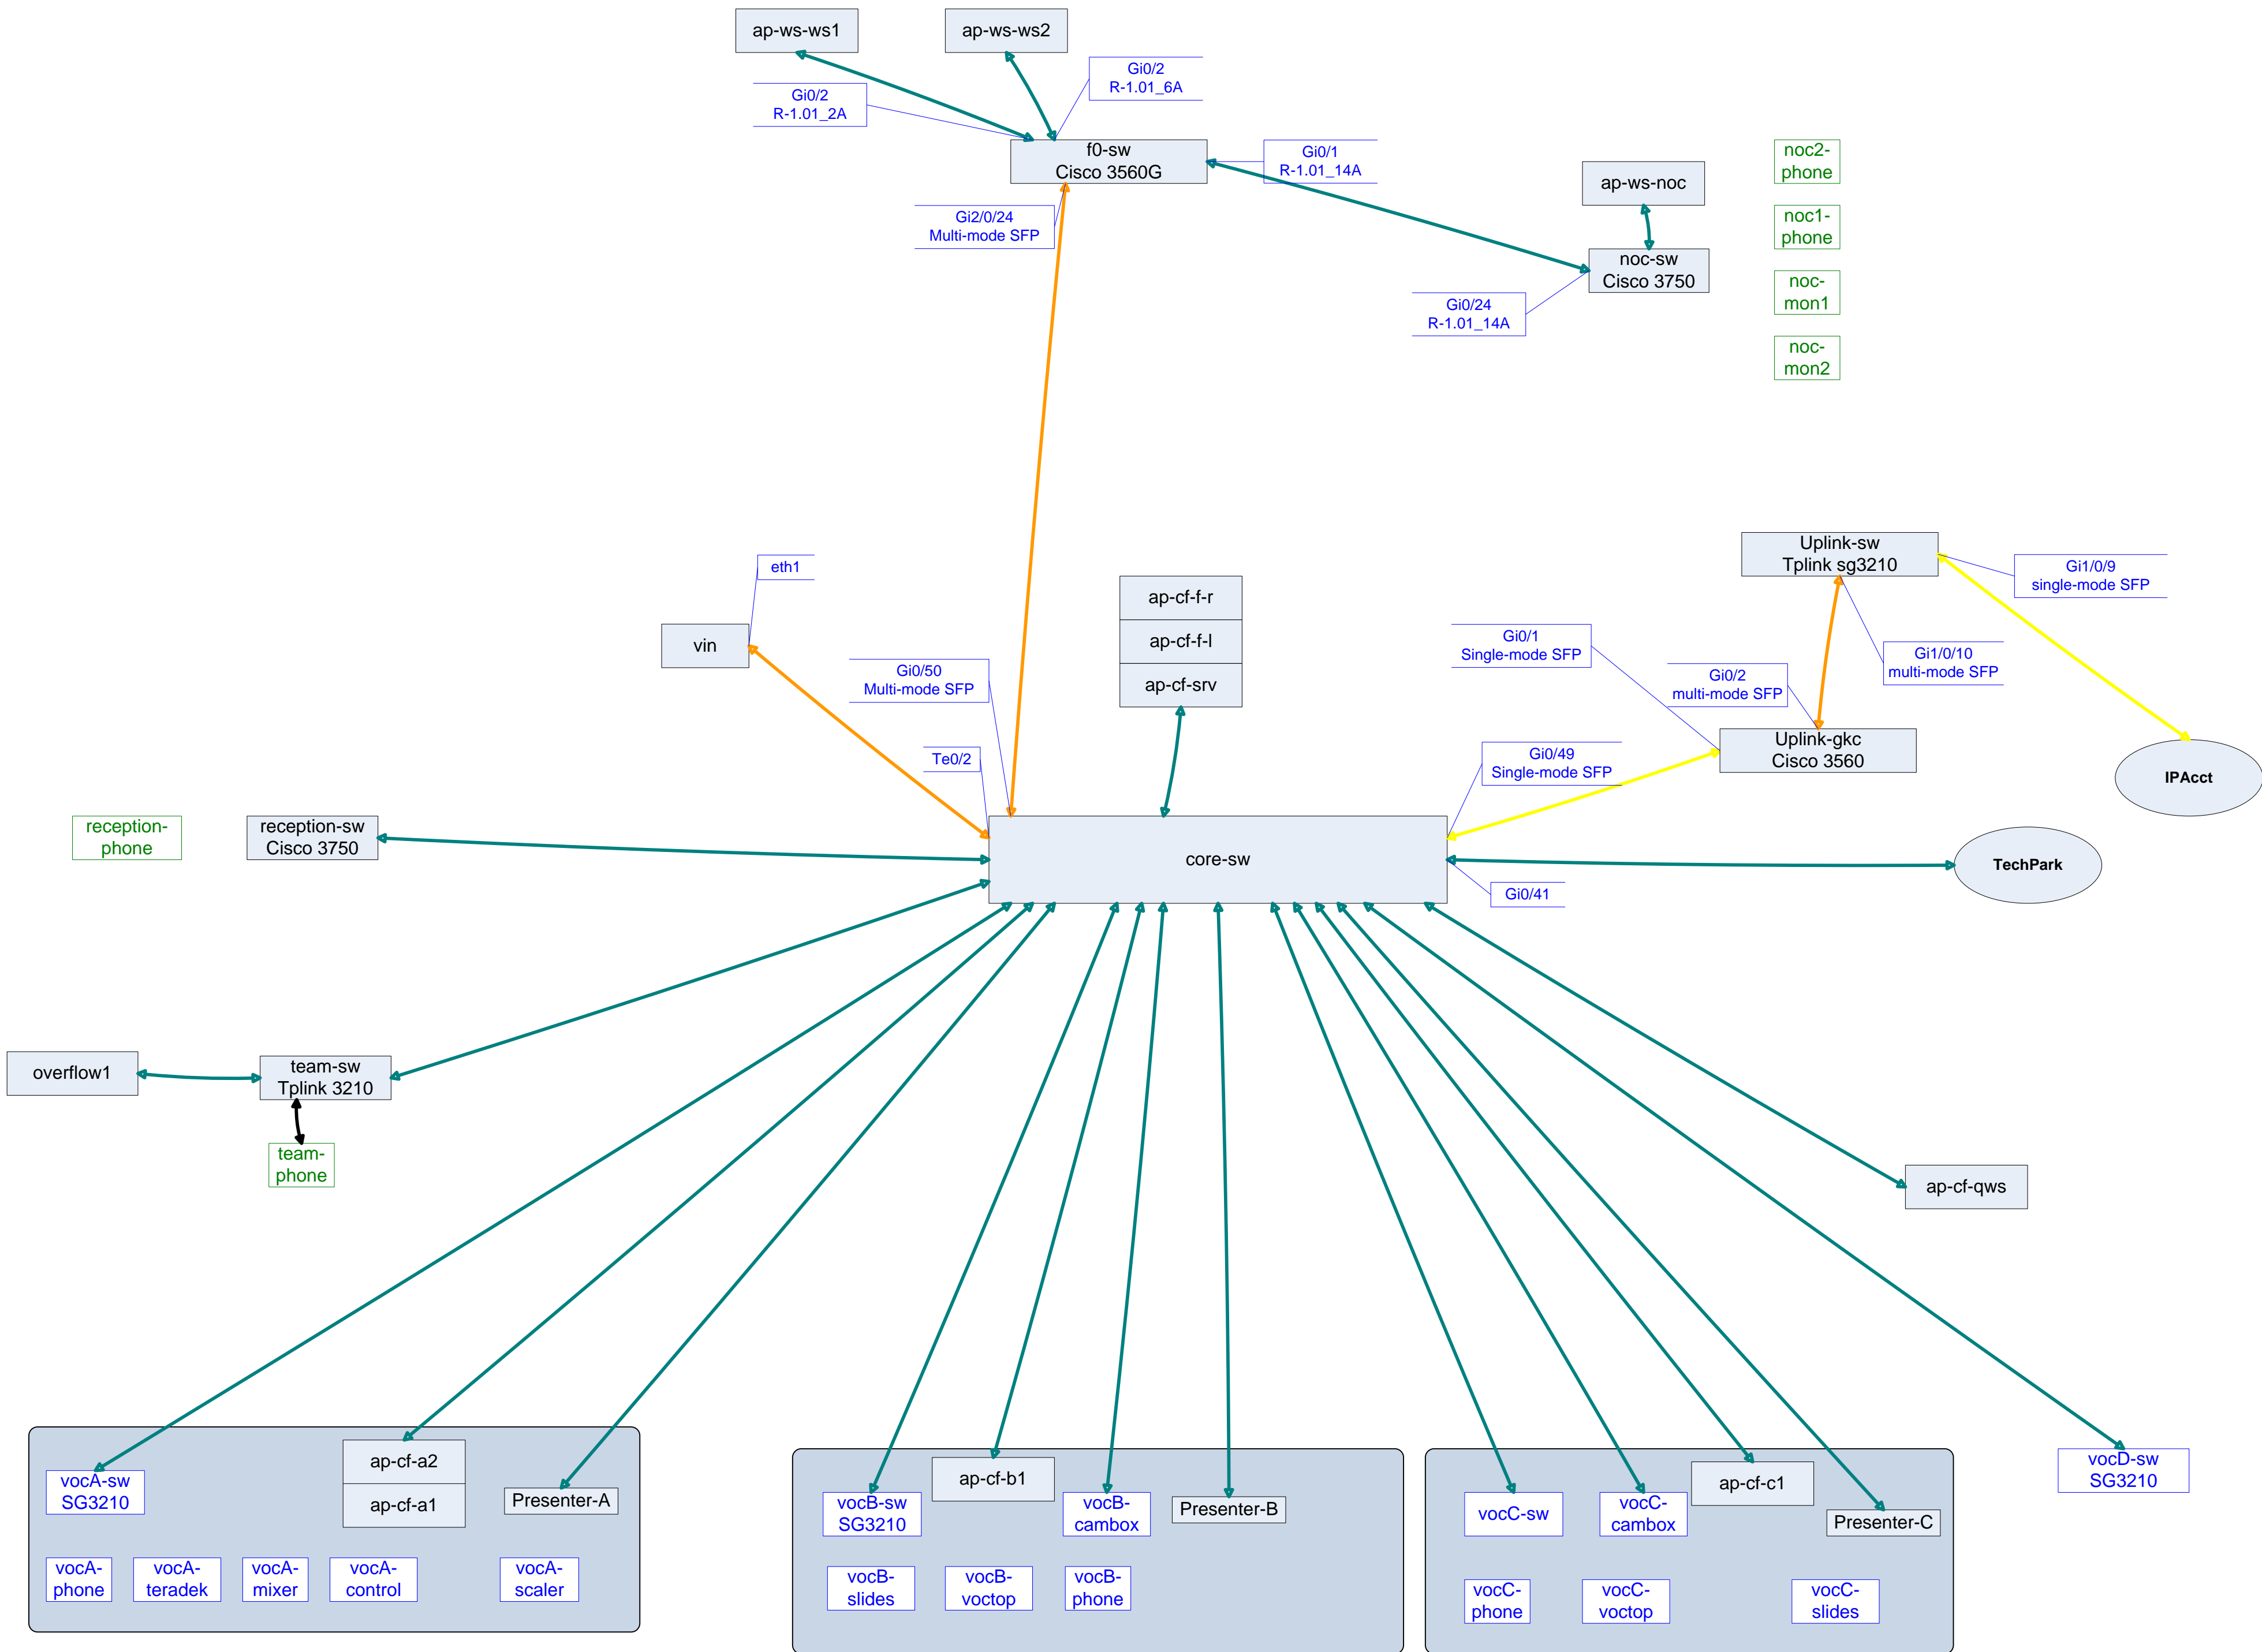 ap-ws-ws1
ap-ws-ws2
Gi0/2
R-1.01_2A
Gi0/2
R-1.01_6A
f0-sw
Cisco 3560G
Gi0/1
R-1.01_14A
Gi2/0/24
Multi-mode SFP
ap-ws-noc
noc-sw
Cisco 3750
Gi0/24
R-1.01_14A
noc2-
phone
noc1-
phone
noc-
mon1
noc-
mon2
eth1
vin
Gi0/50
Multi-mode SFP
Te0/2
ap-cf-f-r
ap-cf-f-l
ap-cf-srv
Uplink-sw
Tplink sg3210
Gi1/0/9
single-mode SFP
Gi0/1
Single-mode SFP
Gi0/2
multi-mode SFP
Gi1/0/10
multi-mode SFP
Uplink-gkc
Cisco 3560
Gi0/49
Single-mode SFP
IPAcct
reception-
phone
reception-sw
Cisco 3750
core-sw
TechPark
Gi0/41
overflow1
team-sw
Tplink 3210
team-
phone
ap-cf-qws
vocA-sw
SG3210
ap-cf-a2
ap-cf-a1
Presenter-A
vocA-
phone
vocA-
teradek
vocA-
mixer
vocA-
control
vocA-
scaler
vocB-sw
SG3210
ap-cf-b1
vocB-
cambox
Presenter-B
vocB-
slides
vocB-
voctop
vocB-
phone
vocC-sw
vocC-
cambox
ap-cf-c1
Presenter-C
vocC-
phone
vocC-
voctop
vocC-
slides
vocD-sw
SG3210